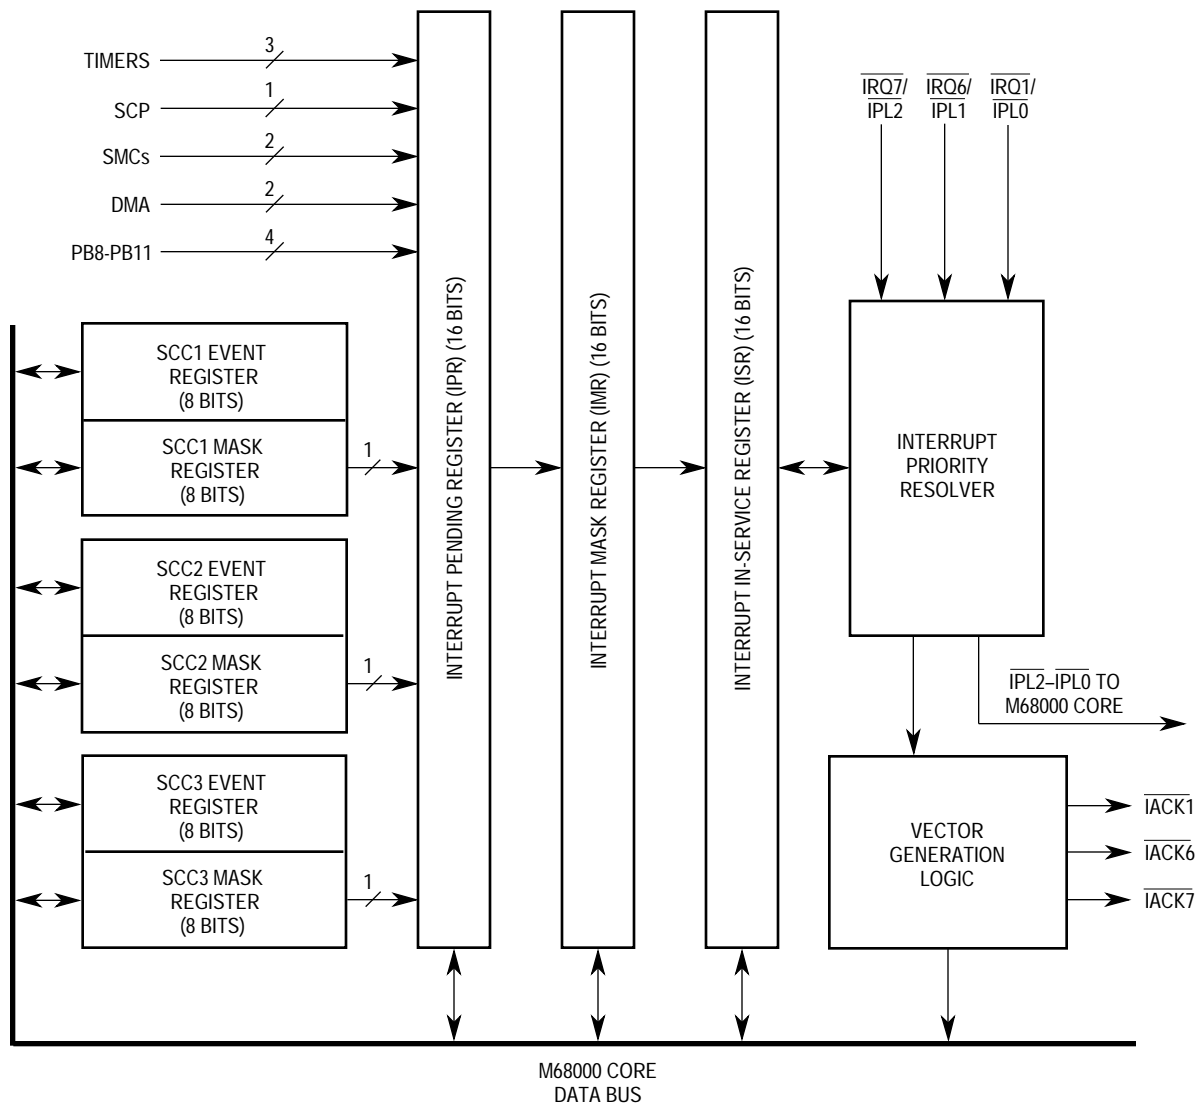 TIMERS
3
SCP
1
SMCs
2
DMA
2
PB8-PB11
4
IRQ7/
IPL2
IRQ6/
IPL1
IRQ1/
IPL0
SCC1 EVENT
REGISTER
(8 BITS)
SCC1 MASK
REGISTER
(8 BITS)
1
SCC2 EVENT
REGISTER
(8 BITS)
SCC2 MASK
REGISTER
(8 BITS)
1
SCC3 EVENT
REGISTER
(8 BITS)
SCC3 MASK
REGISTER
(8 BITS)
1
INTERRUPT PENDING REGISTER (IPR) (16 BITS)
INTERRUPT MASK REGISTER (IMR) (16 BITS)
INTERRUPT IN-SERVICE REGISTER (ISR) (16 BITS)
INTERRUPT
PRIORITY
RESOLVER
IPL2–IPL0 TO
M68000 CORE
VECTOR
GENERATION
LOGIC
IACK1
IACK6
IACK7
M68000 CORE
DATA BUS